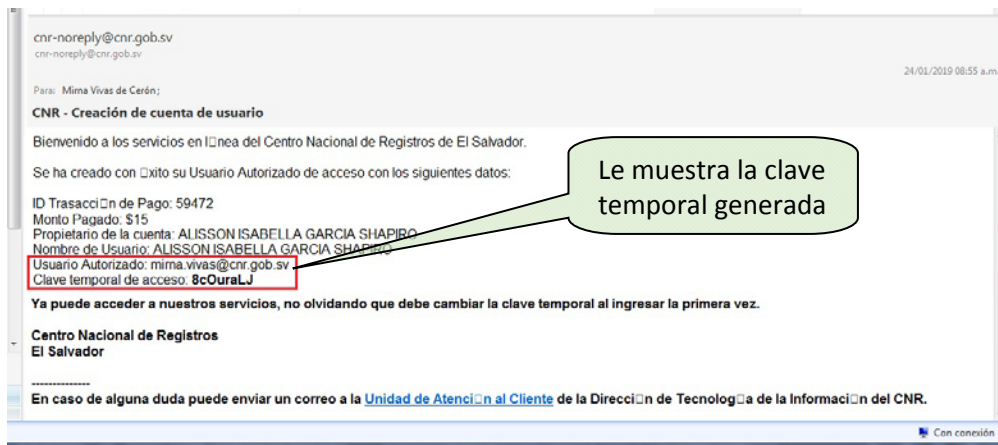 cnr-noreply@cnr.gob.sv
cnr-noreply@cnr.gob.sv
24/01/2019 08:55 a.m
Para: Mirna Vivas de Cerón;
CNR - Creación de cuenta de usuario
Bienvenido a los servicios en l□nea del Centro Nacional de Registros de El Salvador.
Se ha creado con □xito su Usuario Autorizado de acceso con los siguientes datos:
Le muestra la clave
temporal generada
ID Trasacci□n de Pago: 59472
Monto Pagado: $15
Propietario de la cuenta: ALISSON ISABELLA GARCIA SHAPIRO
Nombre de Usuario: ALISSON ISABELLA GARCIA SHAPIRO
Usuario Autorizado: mirna.vivas@cnr.gob.sv
Clave temporal de acceso: 8cOuraLJ
Ya puede acceder a nuestros servicios, no olvidando que debe cambiar la clave temporal al ingresar la primera vez.
Centro Nacional de Registros
El Salvador
--------------
En caso de alguna duda puede enviar un correo a la Unidad de Atenci□n al Cliente de la Direcci□n de Tecnolog□a de la Informaci□n del CNR.
Con conexión